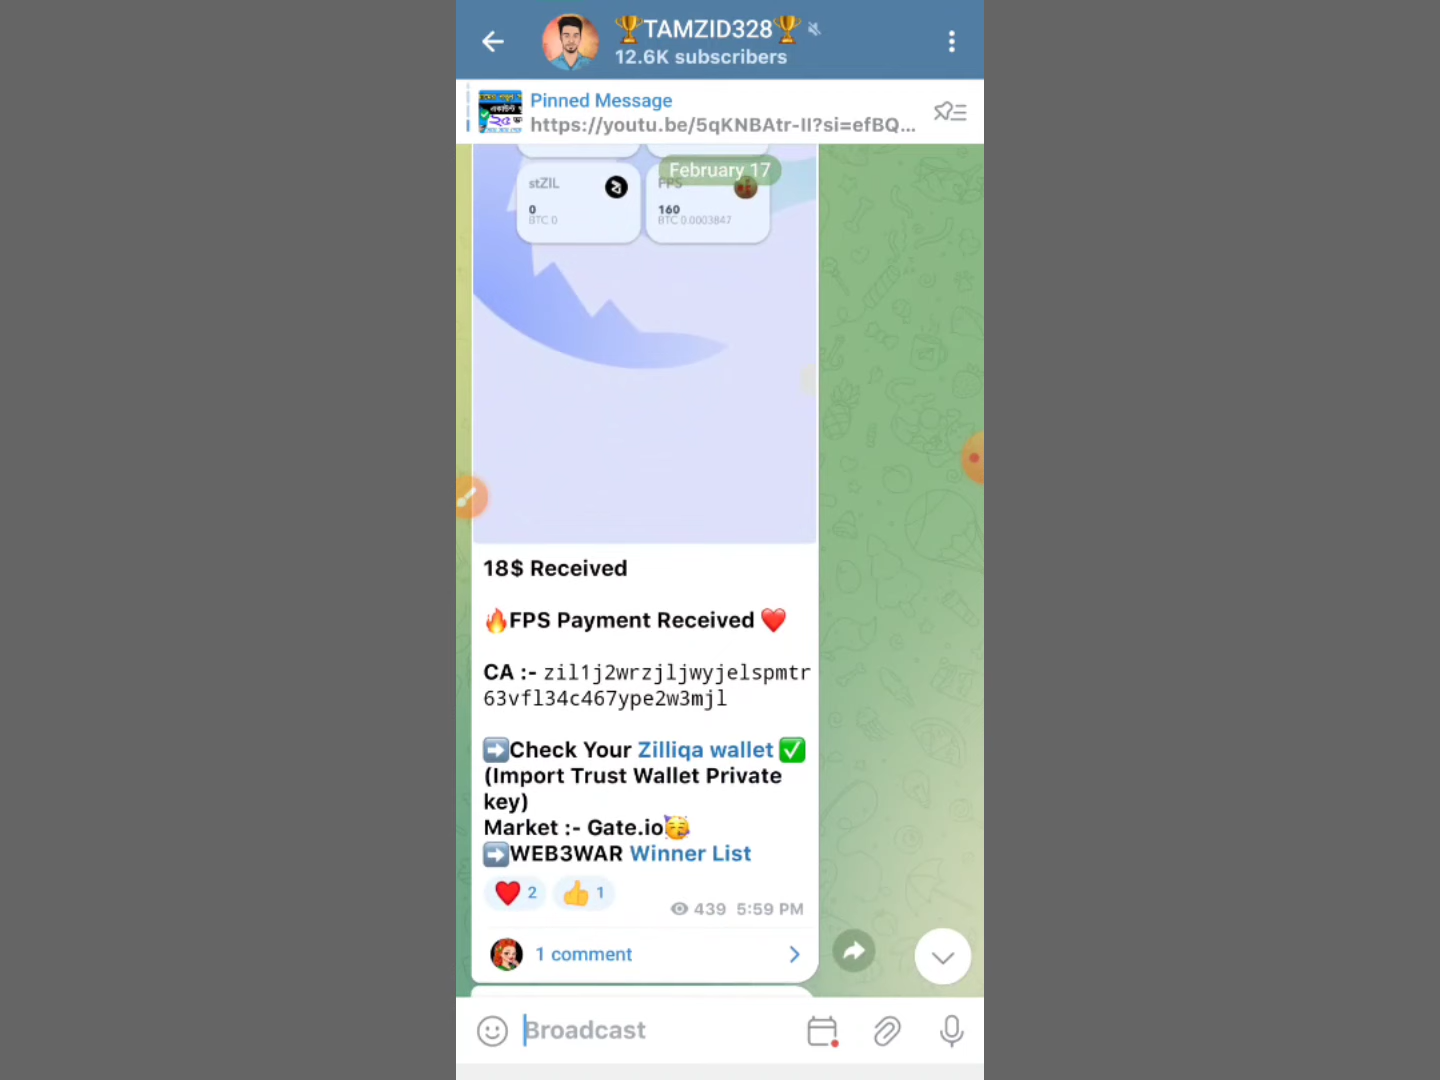 🏆TAMZID328🏆
12.6K subscribers
Pinned Message
https://youtu.be/5qKNBAtr-lI?si=efBQ...
February 17
stZIL
0
BTC 0
FPS
160
BTC 0.0003847
18$ Received
🔥FPS Payment Received ❤️
CA :- zil1j2wrzjljwyjelspmtr
63vfl34c467ype2w3mjl
➡️Check Your Zilliqa wallet ✅
(Import Trust Wallet Private
key)
Market :- Gate.io🥳
➡️WEB3WAR Winner List
❤️ 2 👍 1
439 5:59 PM
1 comment
Broadcast